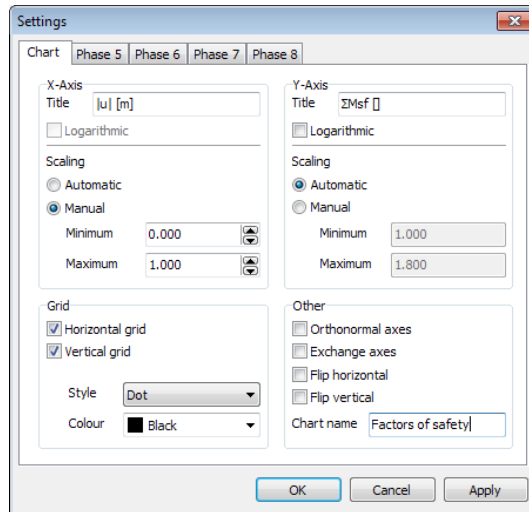 Settings
Chart Phase 5 Phase 6 Phase 7 Phase 8
X-Axis
Title |u| [m]
Logarithmic
Scaling
Automatic
Manual
Minimum 0.000
Maximum 1.000
Y-Axis
Title ΣMsf []
Logarithmic
Scaling
Automatic
Manual
Minimum 1.000
Maximum 1.800
Grid
Horizontal grid
Vertical grid
Style Dot
Colour Black
Other
Orthonormal axes
Exchange axes
Flip horizontal
Flip vertical
Chart name Factors of safety
OK Cancel Apply